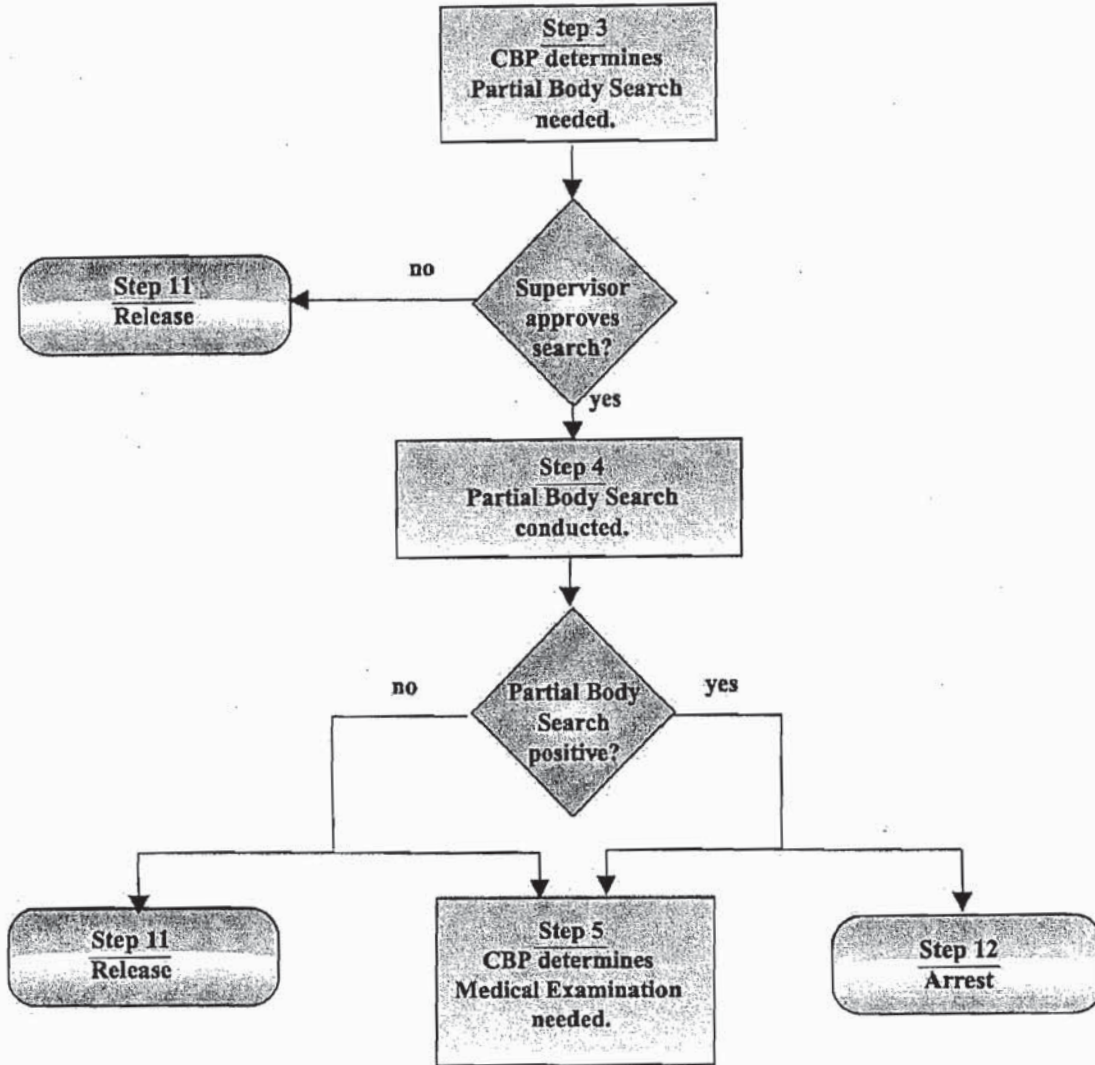 Step 3
CBP determines
Partial Body Search
needed.
no
Step 11
Release
Supervisor
approves
search?
yes
Step 4
Partial Body Search
conducted.
no
Partial Body
Search
positive?
yes
Step 11
Release
Step 5
CBP determines
Medical Examination
needed.
Step 12
Arrest